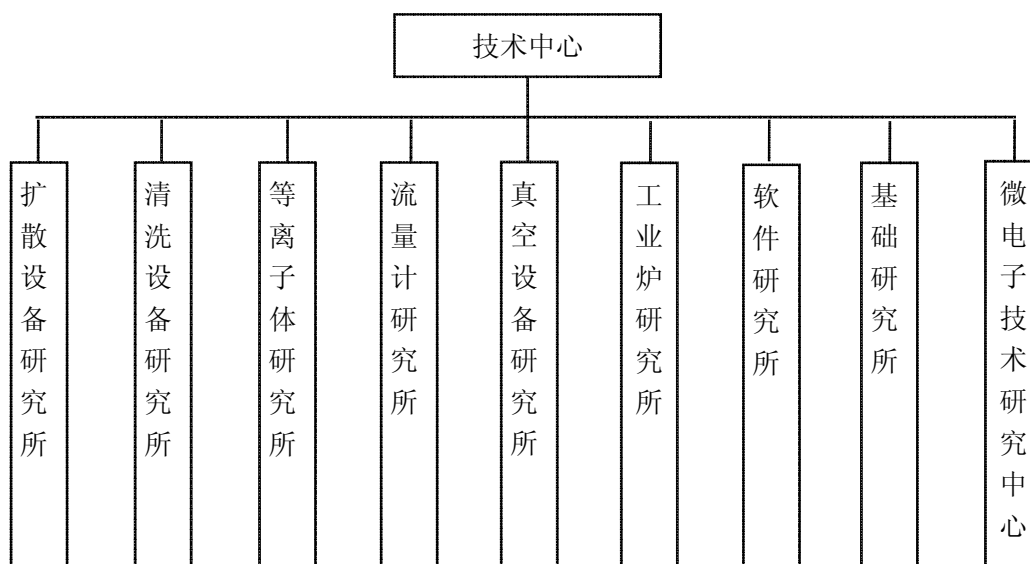 技术中心
扩散设备研究所
清洗设备研究所
等离子体研究所
流量计研究所
真空设备研究所
工业炉研究所
软件研究所
基础研究所
微电子技术研究中心